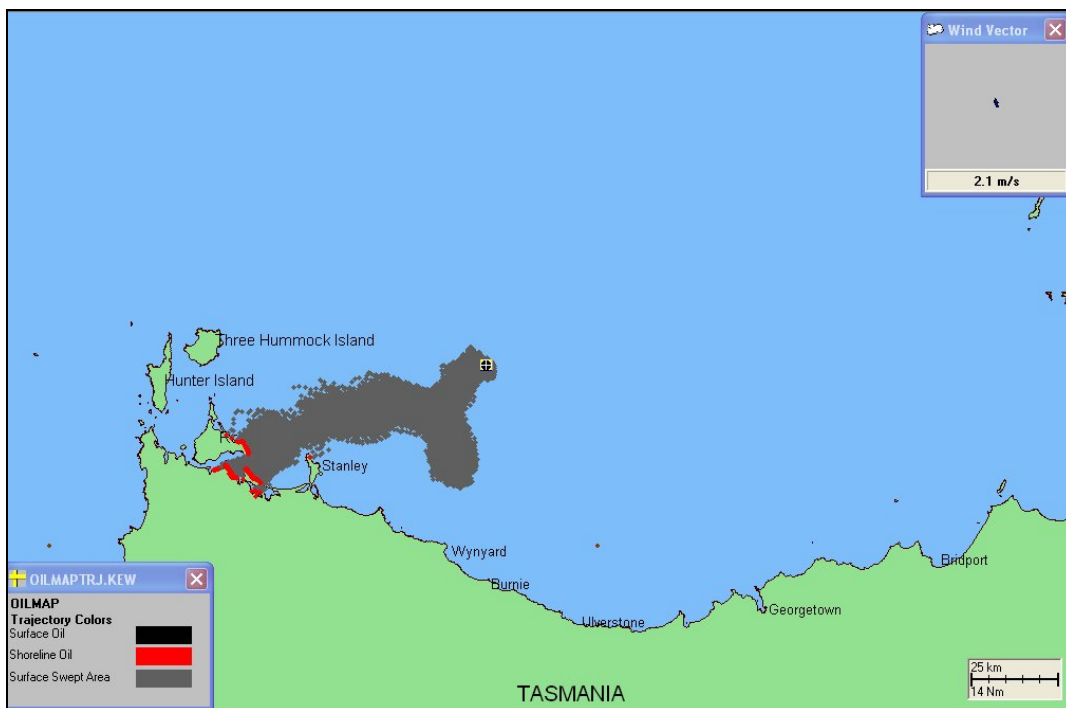 Wind Vector
2.1 m/s
Three Hummock Island
Hunter Island
Stanley
Wynyard
Burnie
Ulverstone
Georgetown
Bridport
TASMANIA
OILMAPTRJ.KEW
OILMAP
Trajectory Colors
Surface Oil
Shoreline Oil
Surface Swept Area
25 km
14 Nm